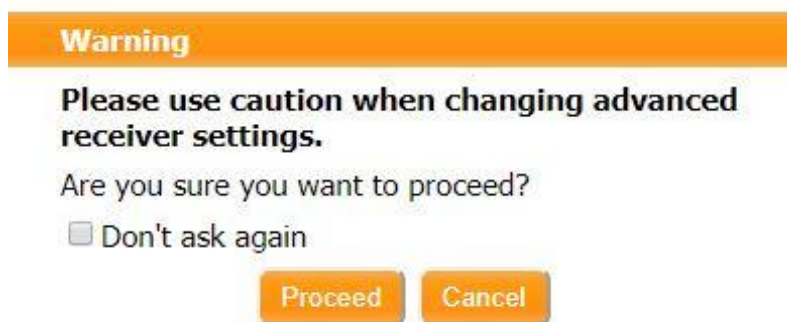 Warning
Please use caution when changing advanced
receiver settings.
Are you sure you want to proceed?
Don't ask again
Proceed Cancel